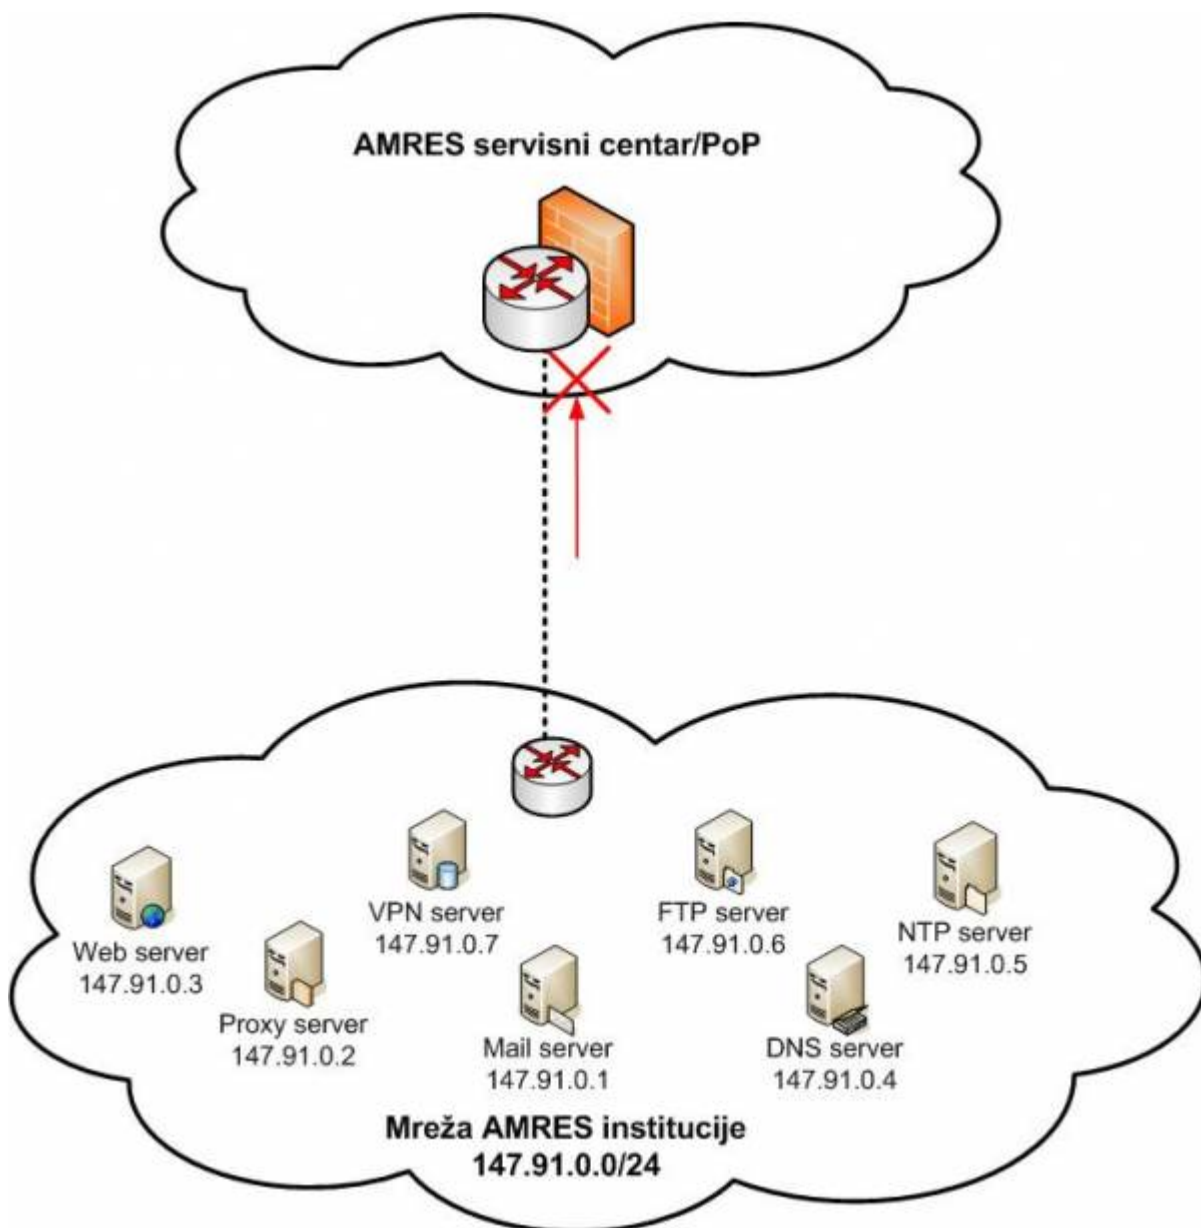 AMRES servisni centar/PoP
Web server
147.91.0.3
Proxy server
147.91.0.2
VPN server
147.91.0.7
Mail server
147.91.0.1
FTP server
147.91.0.6
DNS server
147.91.0.4
NTP server
147.91.0.5
Mreža AMRES institucije
147.91.0.0/24